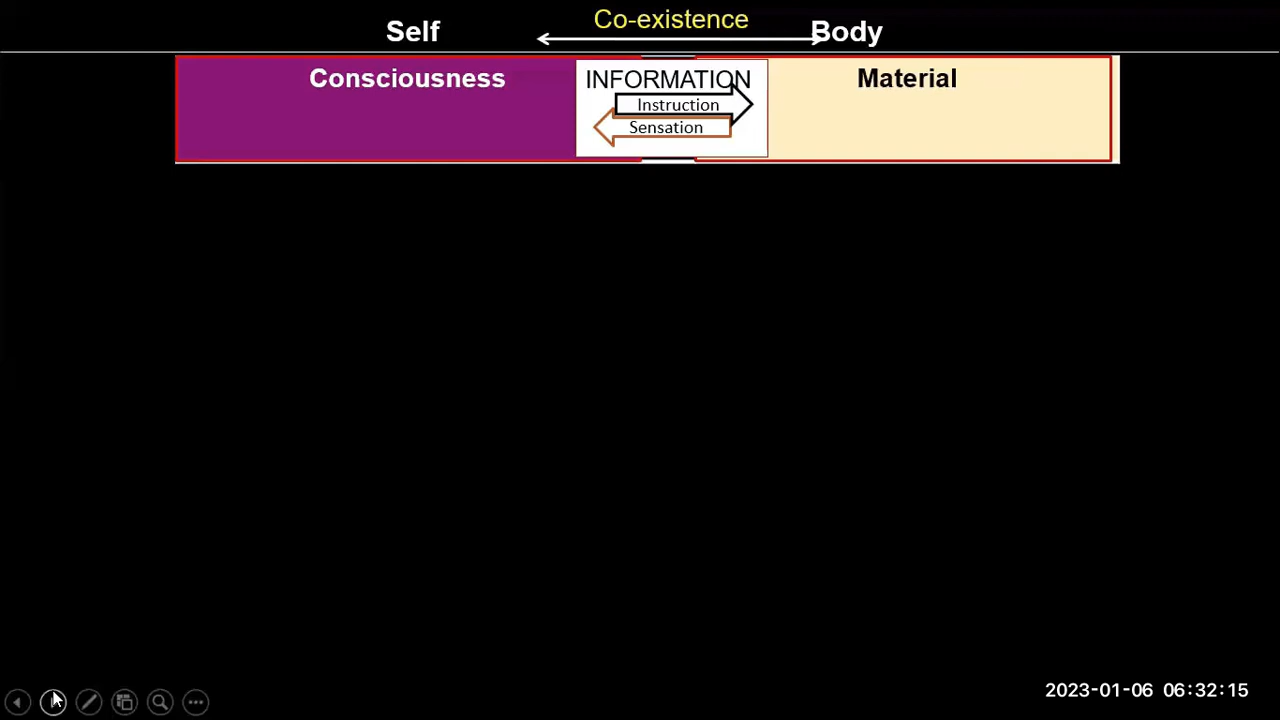 Co-existence
Self Body
Consciousness INFORMATION Material
Instruction
Sensation
2023-01-06 06:32:15